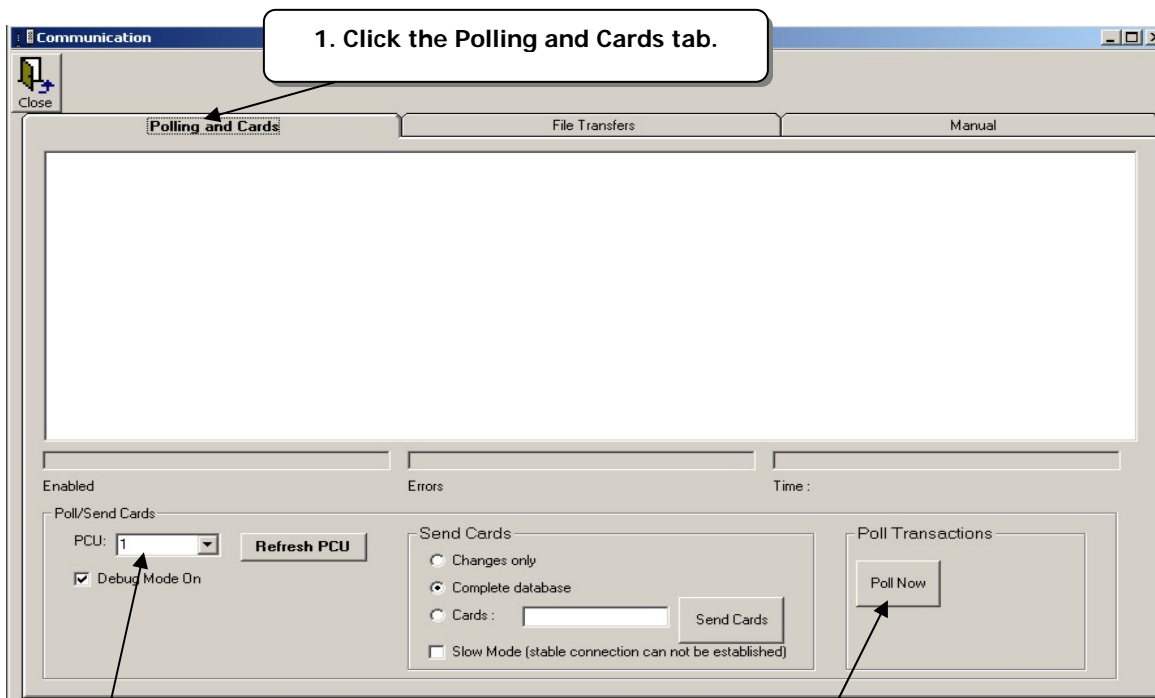 1. Click the Polling and Cards tab.
Communication
Close
Polling and Cards
File Transfers
Manual
Enabled
Errors
Time :
Poll/Send Cards
PCU: 1
Refresh PCU
Debug Mode On
Send Cards
Changes only
Complete database
Cards :
Send Cards
Slow Mode (stable connection can not be established)
Poll Transactions
Poll Now